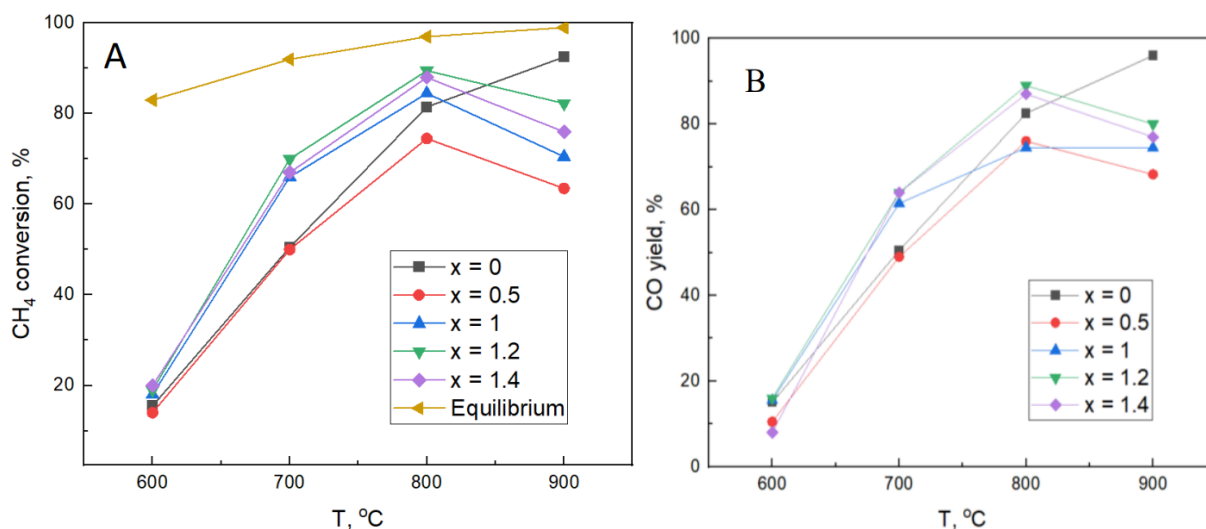 A
CH₄ conversion, %
100
80
60
40
20
600 700 800 900
T, °C
x = 0
x = 0.5
x = 1
x = 1.2
x = 1.4
Equilibrium
B
CO yield, %
100
80
60
40
20
0
600 700 800 900
T, °C
x = 0
x = 0.5
x = 1
x = 1.2
x = 1.4